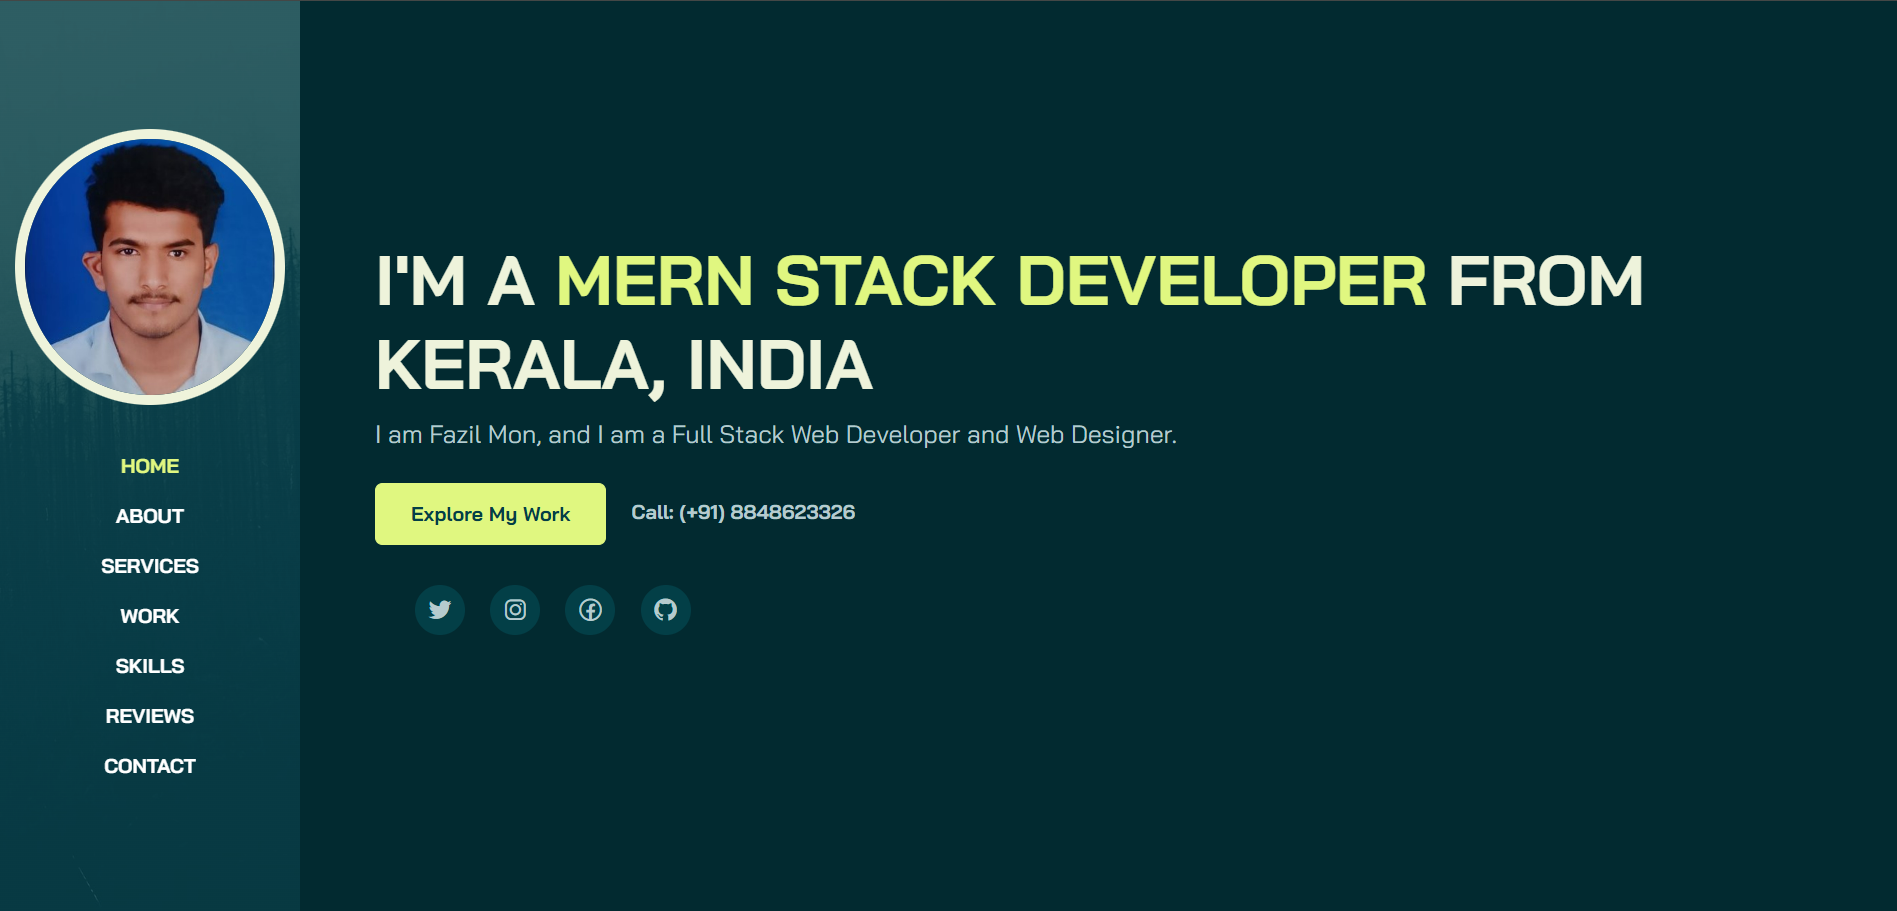 HOME
ABOUT
SERVICES
WORK
SKILLS
REVIEWS
CONTACT
I'M A MERN STACK DEVELOPER FROM
KERALA, INDIA
I am Fazil Mon, and I am a Full Stack Web Developer and Web Designer.
Explore My Work
Call: (+91) 8848623326